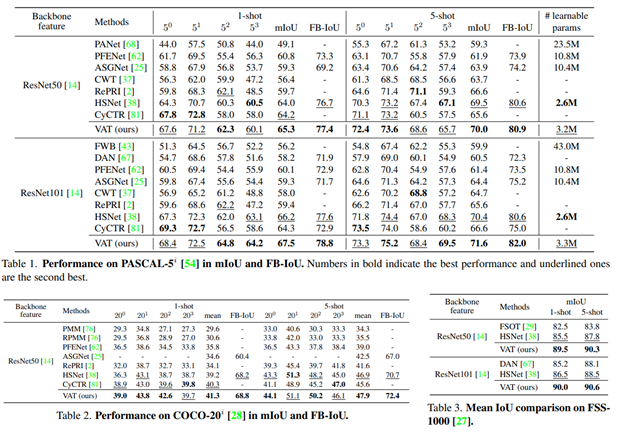 Backbone feature Methods 1-shot 5-shot # learnable params
5⁰ 5¹ 5² 5³ mIoU FB-IoU 5⁰ 5¹ 5² 5³ mIoU FB-IoU
PANet [68] 44.0 57.5 50.8 44.0 49.1 - 55.3 67.2 61.3 53.2 59.3 - 23.5M
PFENet [62] 61.7 69.5 55.4 56.3 60.8 73.3 63.1 70.7 55.8 57.9 61.9 73.9 10.8M
ASGNet [25] 58.8 67.9 56.8 53.7 59.3 69.2 63.4 70.6 64.2 57.4 63.9 74.2 10.4M
CWT [37] 56.3 62.0 59.9 47.2 56.4 - 61.3 68.5 68.5 56.6 63.7 - -
ResNet50 [14] RePRI [2] 59.8 68.3 62.1 48.5 59.7 - 64.6 71.4 71.1 59.3 66.6 - -
HSNet [38] 64.3 70.7 60.3 60.5 64.0 76.7 70.3 73.2 67.4 67.1 69.5 80.6 2.6M
CyCTR [81] 67.8 72.8 58.0 58.0 64.2 - 71.1 73.2 60.5 57.5 65.6 - -
VAT (ours) 67.6 71.2 62.3 60.1 65.3 77.4 72.4 73.6 68.6 65.7 70.0 80.9 3.2M
FWB [43] 51.3 64.5 56.7 52.2 56.2 - 54.8 67.4 62.2 55.3 59.9 - 43.0M
DAN [67] 54.7 68.6 57.8 51.6 58.2 71.9 57.9 69.0 60.1 54.9 60.5 72.3 -
PFENet [62] 60.5 69.4 54.4 55.9 60.1 72.9 62.8 70.4 54.9 57.6 61.4 73.5 10.8M
ASGNet [25] 59.8 67.4 55.6 54.4 59.3 71.7 64.6 71.3 64.2 57.3 64.4 75.2 10.4M
ResNet101 [14] CWT [37] 56.9 65.2 61.2 48.8 58.0 - 62.6 70.2 68.8 57.2 64.7 - -
RePRI [2] 59.6 68.6 62.2 47.2 59.4 - 66.2 71.4 67.0 57.7 65.6 - -
HSNet [38] 67.3 72.3 62.0 63.1 66.2 77.6 71.8 74.4 67.0 68.3 70.4 80.6 2.6M
CyCTR [81] 69.3 72.7 56.5 58.6 64.3 72.9 73.5 74.0 58.6 60.2 66.6 75.0 -
VAT (ours) 68.4 72.5 64.8 64.2 67.5 78.8 73.3 75.2 68.4 69.5 71.6 82.0 3.3M
Table 1. Performance on PASCAL-5ⁱ [54] in mIoU and FB-IoU. Numbers in bold indicate the best performance and underlined ones
are the second best.
Backbone feature Methods 1-shot 5-shot
20⁰ 20¹ 20² 20³ mean FB-IoU 20⁰ 20¹ 20² 20³ mean FB-IoU
PMM [76] 29.3 34.8 27.1 27.3 29.6 - 33.0 40.6 30.3 33.3 34.3 -
RPMM [76] 29.5 36.8 28.9 27.0 30.6 - 33.8 42.0 33.0 33.3 35.5 -
PFENet [62] 36.5 38.6 34.5 33.8 35.8 - 36.5 43.3 37.8 38.4 39.0 -
ASGNet [25] - - - - 34.6 60.4 - - - - 42.5 67.0
ResNet50 [14] RePRI [2] 32.0 38.7 32.7 33.1 34.1 - 39.3 45.4 39.7 41.8 41.6 -
HSNet [38] 36.3 43.1 38.7 38.7 39.2 68.2 43.3 51.3 48.2 45.0 46.9 70.7
CyCTR [81] 38.9 43.0 39.6 39.8 40.3 - 41.1 48.9 45.2 47.0 45.6 -
VAT (ours) 39.0 43.8 42.6 39.7 41.3 68.8 44.1 51.1 50.2 46.1 47.9 72.4
Table 2. Performance on COCO-20ⁱ [28] in mIoU and FB-IoU.
Backbone feature Methods mIoU
1-shot 5-shot
FSOT [29] 82.5 83.8
ResNet50 [14] HSNet [38] 85.5 87.8
VAT (ours) 89.5 90.3
DAN [67] 85.2 88.1
ResNet101 [14] HSNet [38] 86.5 88.5
VAT (ours) 90.0 90.6
Table 3. Mean IoU comparison on FSS-
1000 [27].